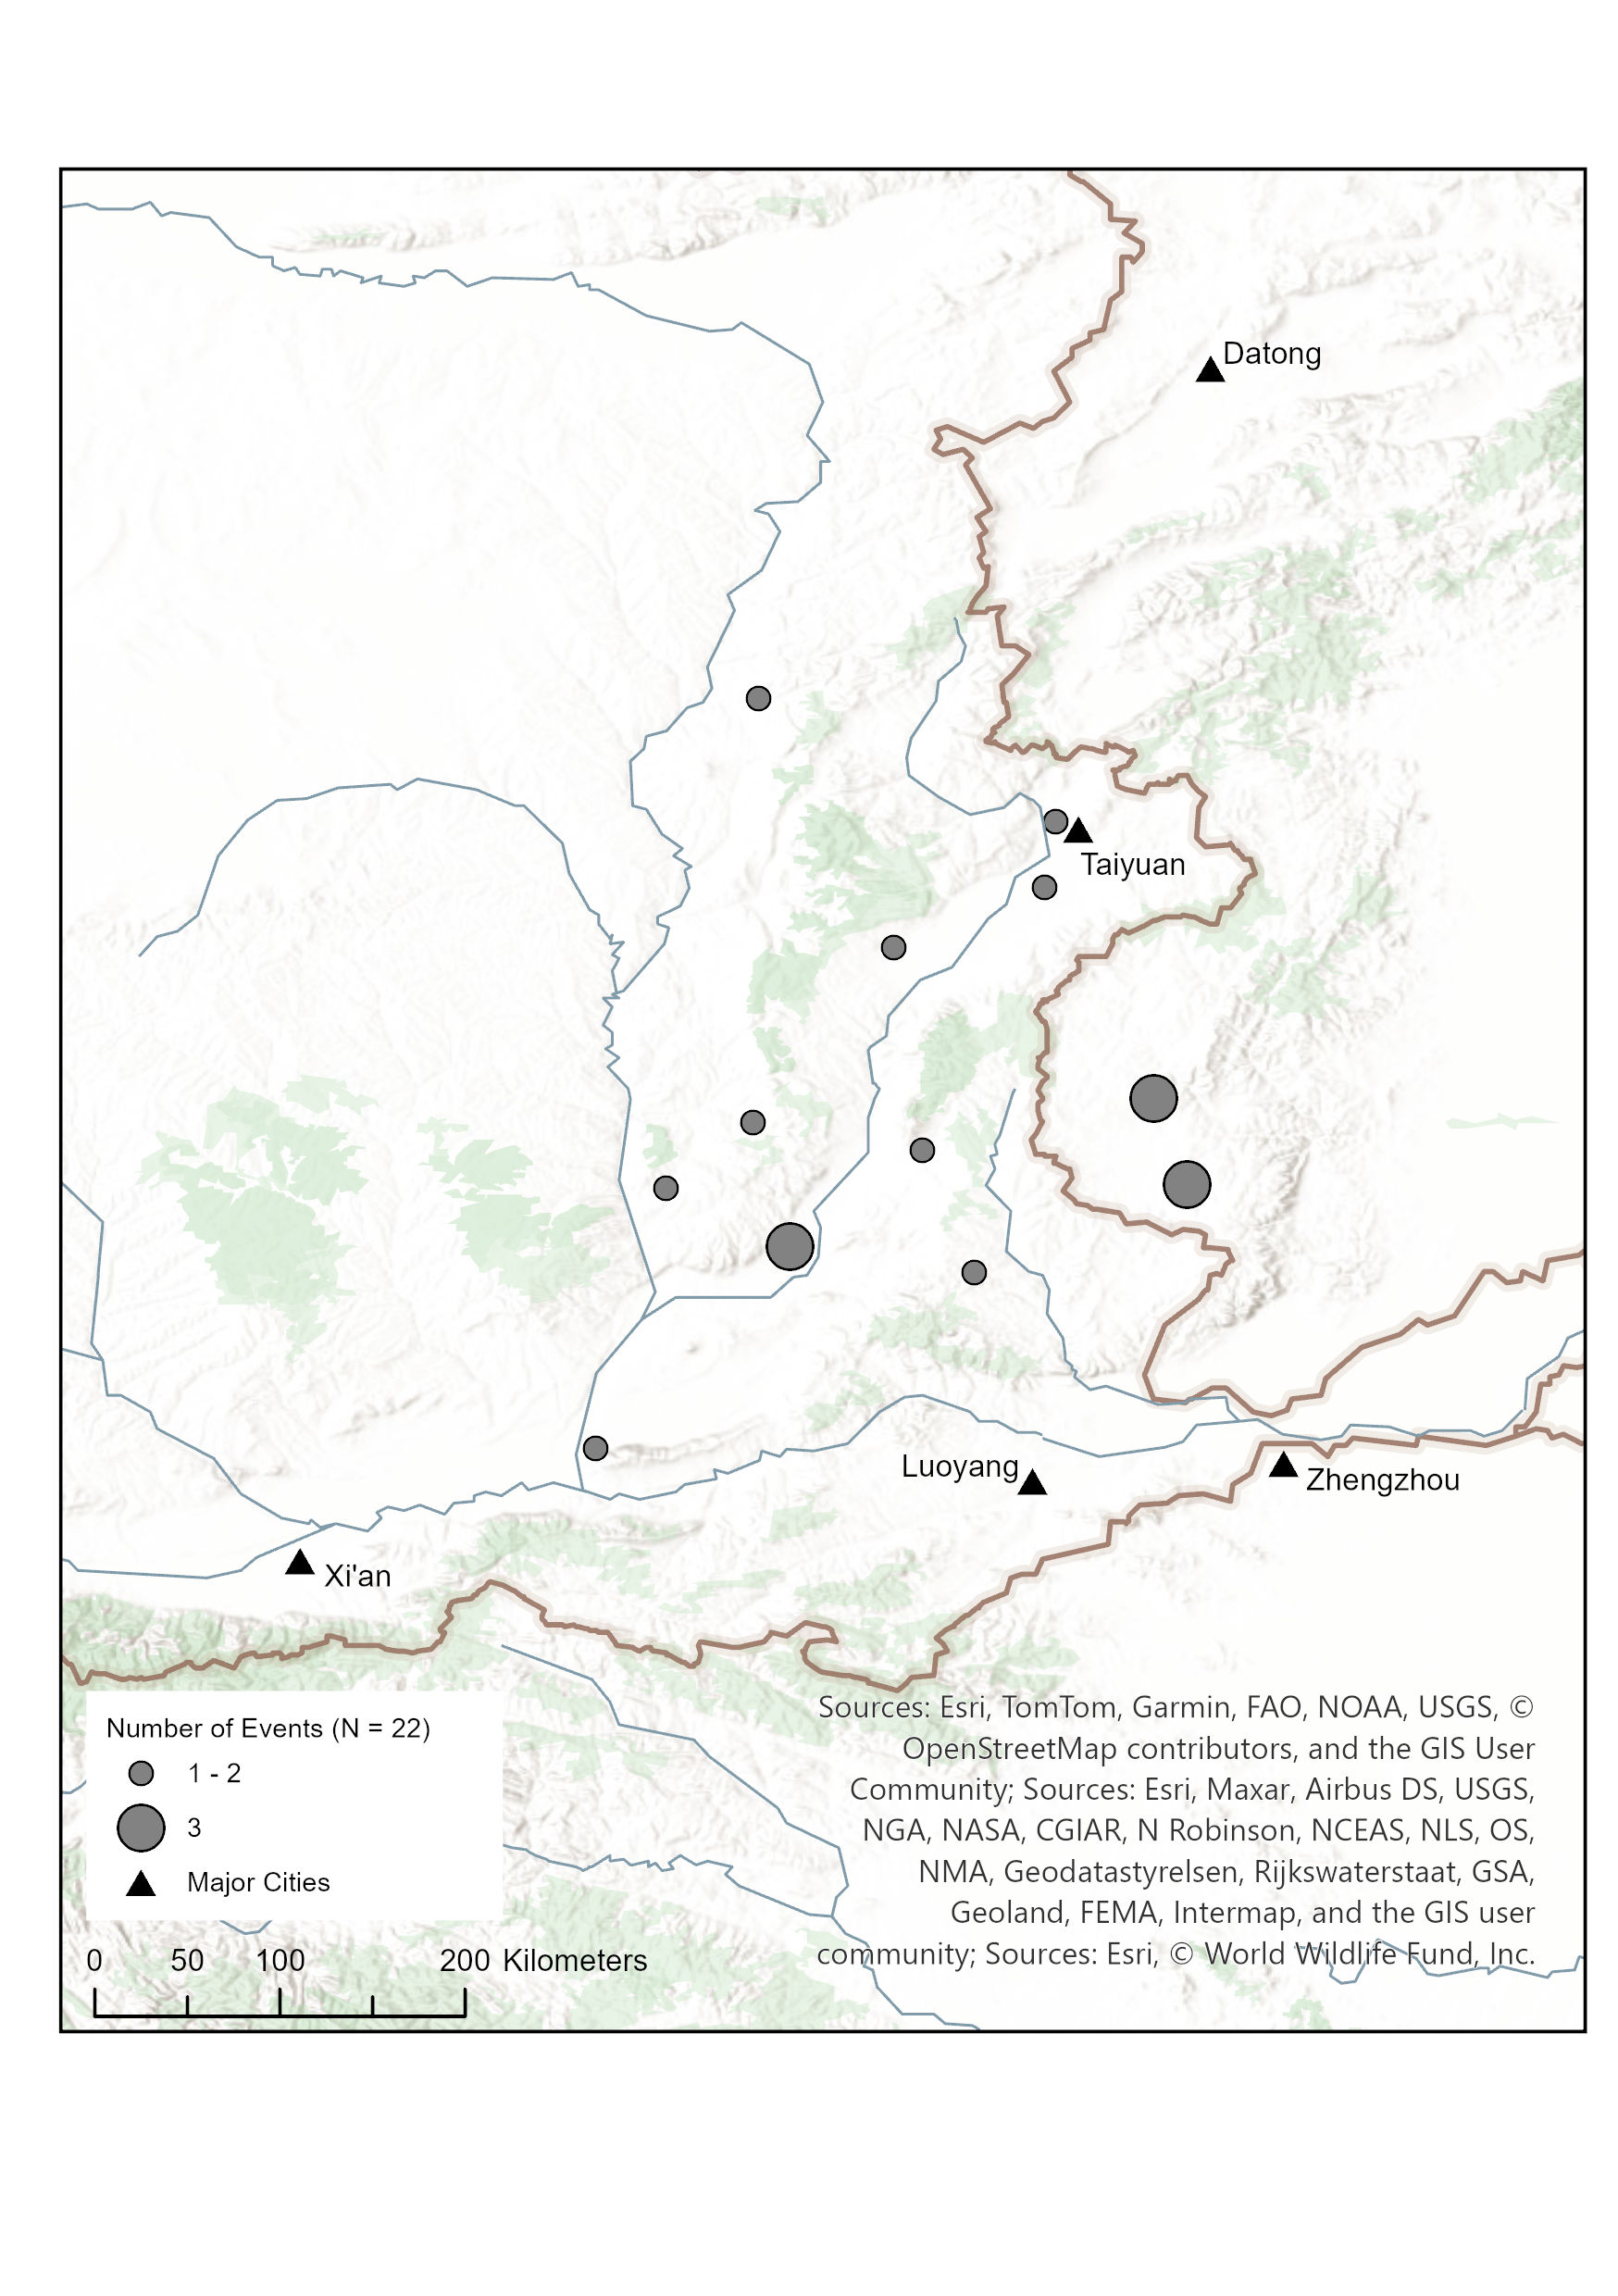 Datong
Taiyuan
Luoyang
Zhengzhou
Xi'an
Number of Events (N = 22)
1 - 2
3
Major Cities
0 50 100 200 Kilometers
Sources: Esri, TomTom, Garmin, FAO, NOAA, USGS, ©
OpenStreetMap contributors, and the GIS User
Community; Sources: Esri, Maxar, Airbus DS, USGS,
NGA, NASA, CGIAR, N Robinson, NCEAS, NLS, OS,
NMA, Geodatastyrelsen, Rijkswaterstaat, GSA,
Geoland, FEMA, Intermap, and the GIS user
community; Sources: Esri, © World Wildlife Fund, Inc.